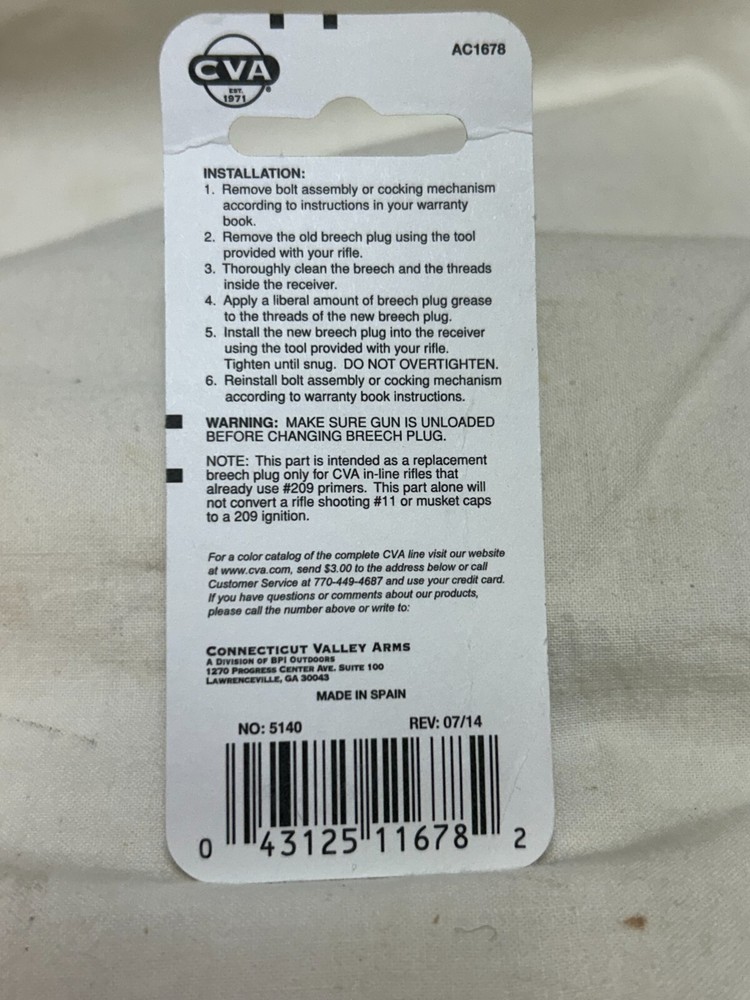 CVA
EST.
1971
®
AC1678
INSTALLATION:
1. Remove bolt assembly or cocking mechanism
according to instructions in your warranty
book.
2. Remove the old breech plug using the tool
provided with your rifle.
3. Thoroughly clean the breech and the threads
inside the receiver.
4. Apply a liberal amount of breech plug grease
to the threads of the new breech plug.
5. Install the new breech plug into the receiver
using the tool provided with your rifle.
Tighten until snug. DO NOT OVERTIGHTEN.
6. Reinstall bolt assembly or cocking mechanism
according to warranty book instructions.
WARNING: MAKE SURE GUN IS UNLOADED
BEFORE CHANGING BREECH PLUG.
NOTE: This part is intended as a replacement
breech plug only for CVA in-line rifles that
already use #209 primers. This part alone will
not convert a rifle shooting #11 or musket caps
to a 209 ignition.
For a color catalog of the complete CVA line visit our website
at www.cva.com, send $3.00 to the address below or call
Customer Service at 770-449-4687 and use your credit card.
If you have questions or comments about our products,
please call the number above or write to:
CONNECTICUT VALLEY ARMS
A DIVISION OF BPI OUTDOORS
1270 PROGRESS CENTER AVE. SUITE 100
LAWRENCEVILLE, GA 30043
MADE IN SPAIN
NO: 5140
REV: 07/14
0 43125 11678 2